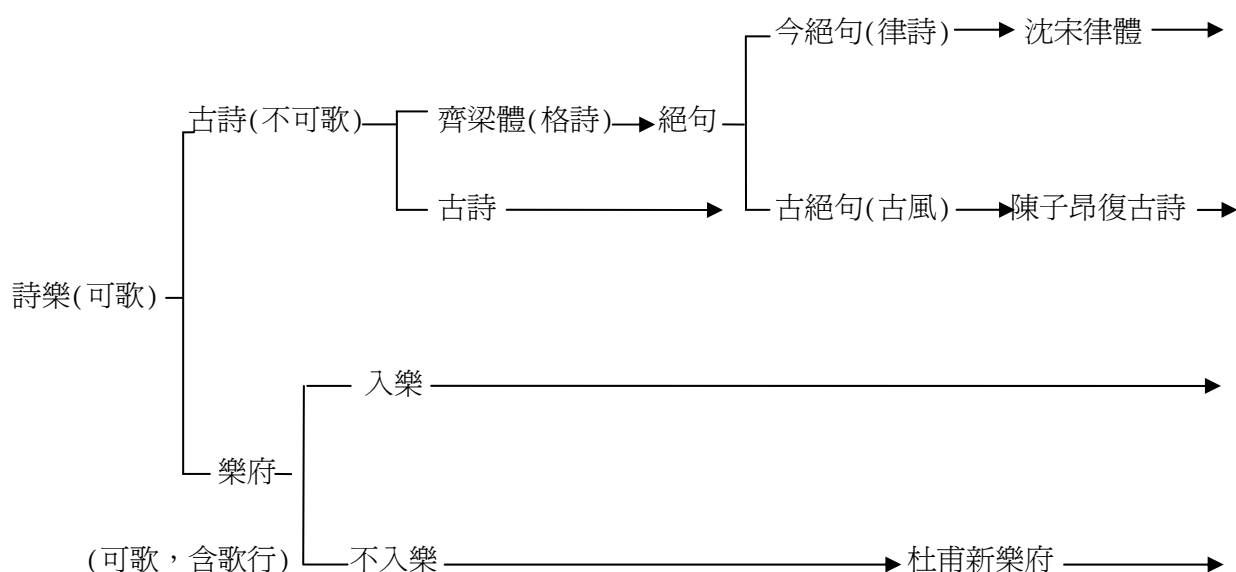 今絕句(律詩) 沈宋律體
古詩(不可歌) 齊梁體(格詩) 絕句
古詩 古絕句(古風) 陳子昂復古詩
詩樂(可歌)
入樂
樂府
(可歌，含歌行) 不入樂 杜甫新樂府